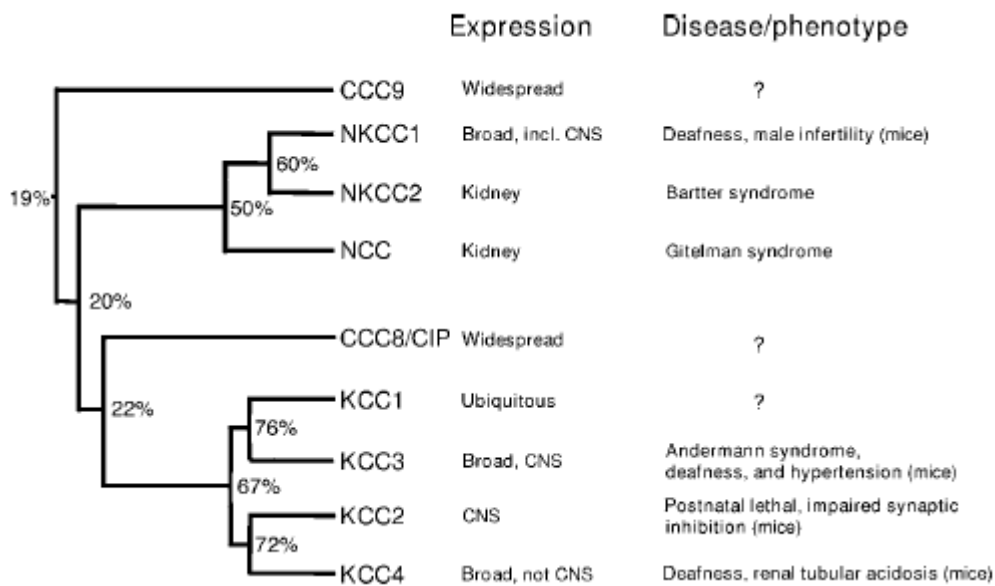 Expression Disease/phenotype
CCC9 Widespread ?
NKCC1 Broad, incl. CNS Deafness, male infertility (mice)
60%
19%
NKCC2 Kidney Bartter syndrome
50%
NCC Kidney Gitelman syndrome
20%
CCC8/CIP Widespread ?
KCC1 Ubiquitous ?
22%
76%
KCC3 Broad, CNS Andermann syndrome,
deafness, and hypertension (mice)
67%
KCC2 CNS Postnatal lethal, impaired synaptic
inhibition (mice)
72%
KCC4 Broad, not CNS Deafness, renal tubular acidosis (mice)